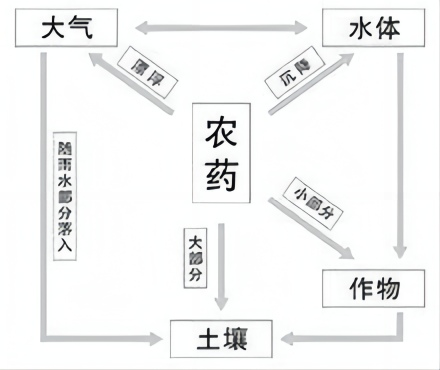 大气
水体
漂浮
沉降
农药
随雨水部分落入
小部分
大部分
作物
土壤